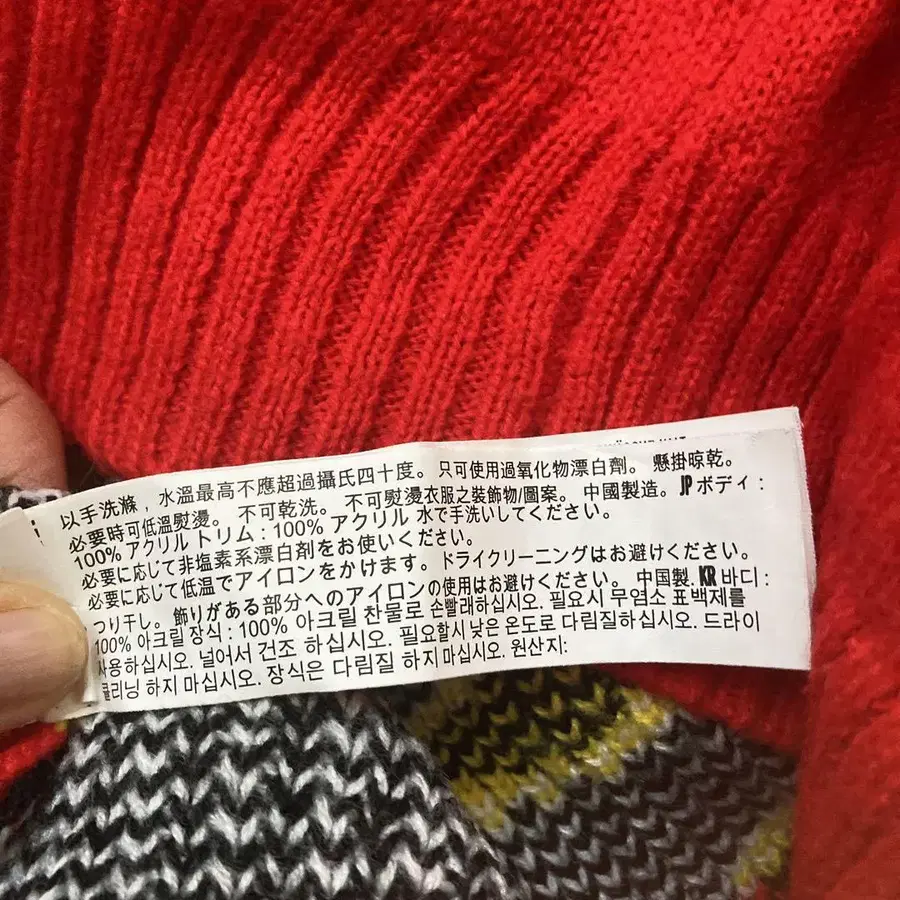 以手洗滌，水溫最高不應超過攝氏四十度。只可使用過氧化物漂白劑。懸掛晾乾。
必要時可低溫熨燙。不可乾洗。不可熨燙衣服之裝飾物/圖案。中國製造。JP ボディ:
100% アクリル トリム: 100% アクリル 水で手洗いしてください。
必要に応じて非塩素系漂白剤をお使いください。
必要に応じて低温でアイロンをかけます。ドライクリーニングはお避けください。
つり干し。飾りがある部分へのアイロンの使用はお避けください。中国製. KR 바디:
100% 아크릴 장식: 100% 아크릴 찬물로 손빨래하십시오. 필요시 무염소 표백제를
사용하십시오. 널어서 건조 하십시오. 필요할시 낮은 온도로 다림질하십시오. 드라이
클리닝 하지 마십시오. 장식은 다림질 하지 마십시오. 원산지: